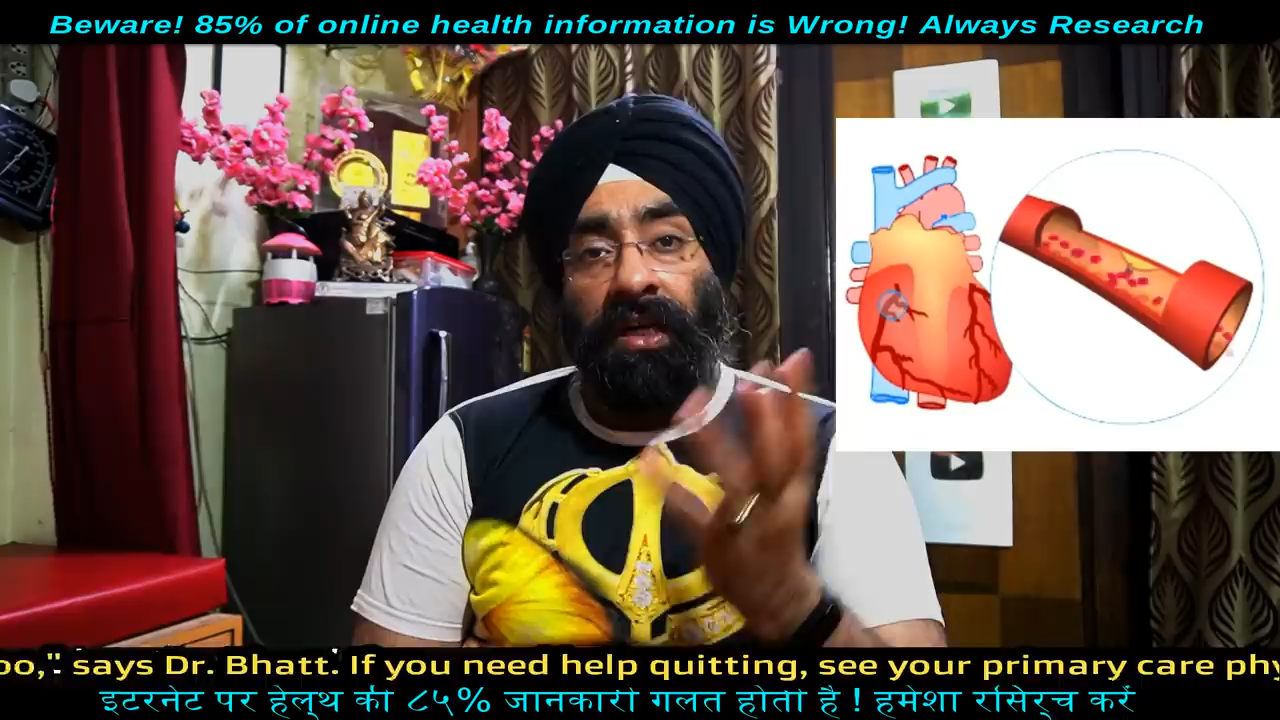 Beware! 85% of online health information is Wrong! Always Research
oo," says Dr. Bhatt. If you need help quitting, see your primary care phy
इटरनेट पर हेल्थ की ८५% जानकारी गलत होती है ! हमेशा रसिर्च करें